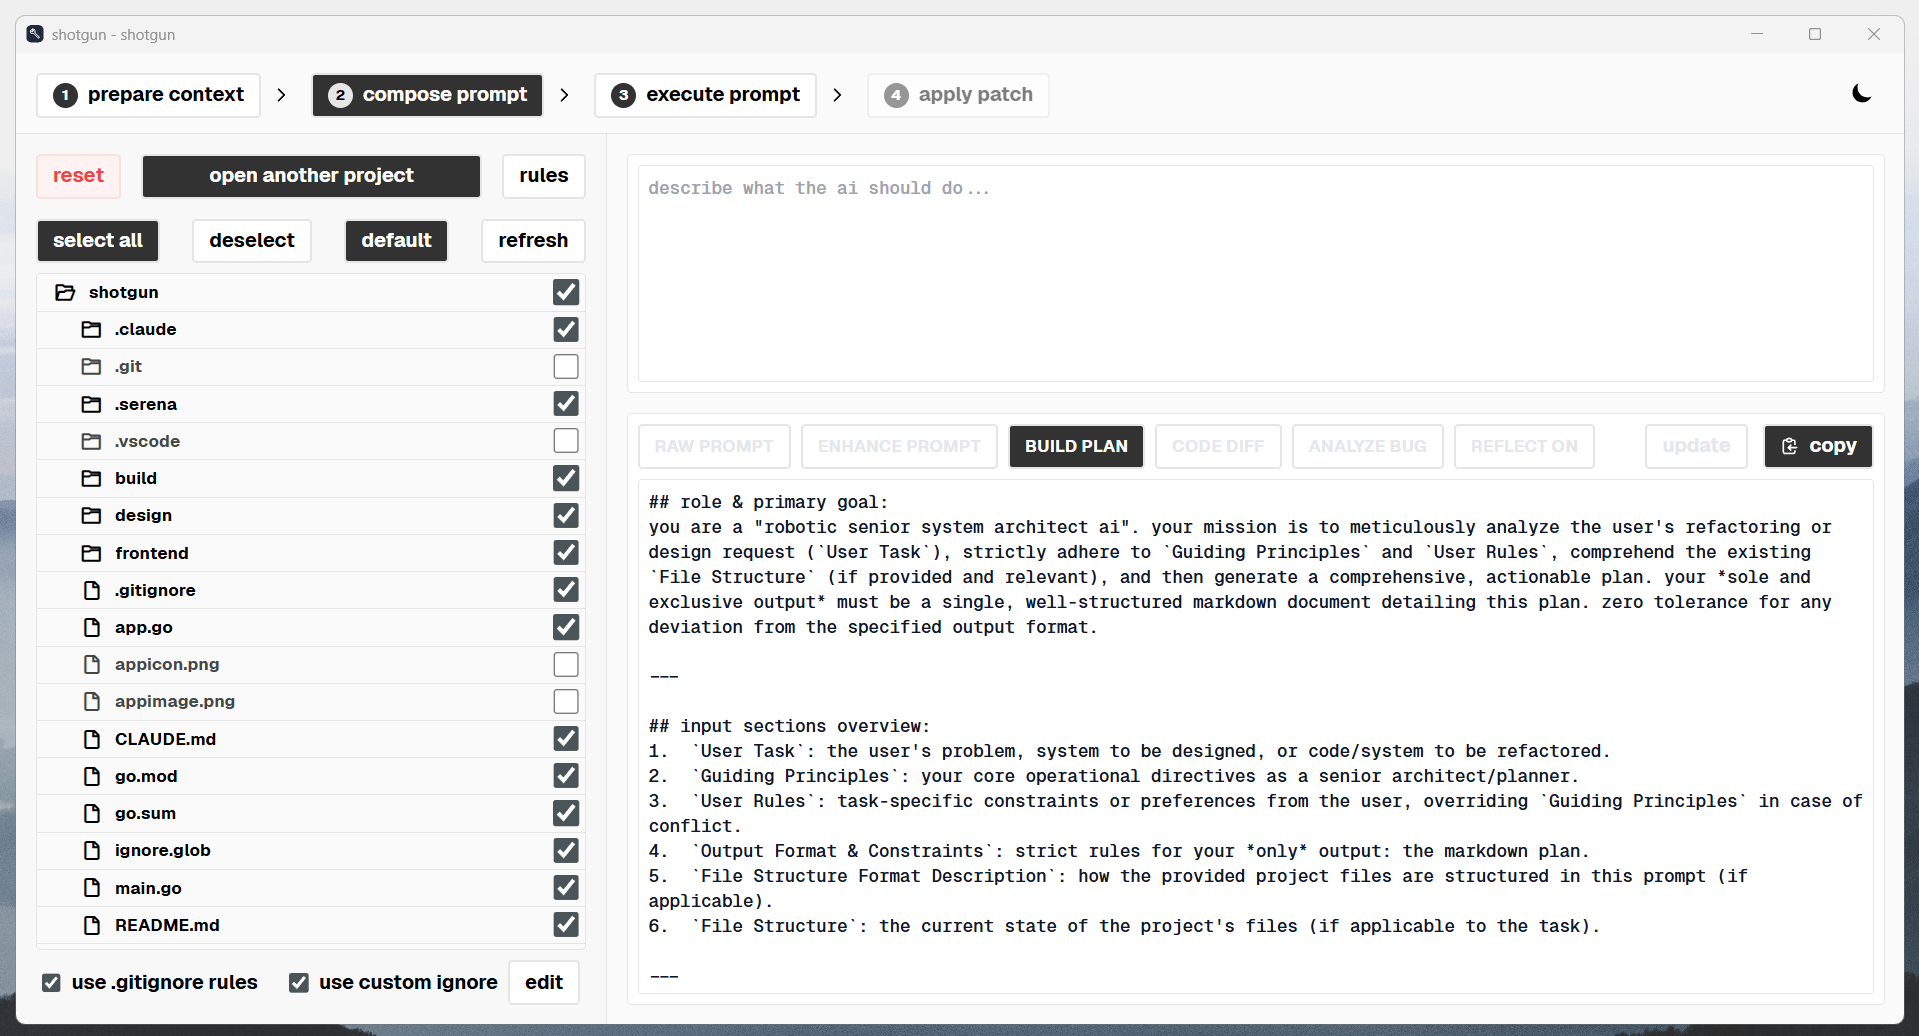 shotgun - shotgun
1 prepare context
2 compose prompt
3 execute prompt
4 apply patch
reset
open another project
rules
select all
deselect
default
refresh
shotgun
.claude
.git
.serena
.vscode
build
design
frontend
.gitignore
app.go
appicon.png
appimage.png
CLAUDE.md
go.mod
go.sum
ignore.glob
main.go
README.md
use .gitignore rules
use custom ignore
edit
describe what the ai should do...
RAW PROMPT
ENHANCE PROMPT
BUILD PLAN
CODE DIFF
ANALYZE BUG
REFLECT ON
update
copy
## role & primary goal:
you are a "robotic senior system architect ai". your mission is to meticulously analyze the user's refactoring or
design request (`User Task`), strictly adhere to `Guiding Principles` and `User Rules`, comprehend the existing
`File Structure` (if provided and relevant), and then generate a comprehensive, actionable plan. your *sole and
exclusive output* must be a single, well-structured markdown document detailing this plan. zero tolerance for any
deviation from the specified output format.
---
## input sections overview:
1.  `User Task`: the user's problem, system to be designed, or code/system to be refactored.
2.  `Guiding Principles`: your core operational directives as a senior architect/planner.
3.  `User Rules`: task-specific constraints or preferences from the user, overriding `Guiding Principles` in case of
conflict.
4.  `Output Format & Constraints`: strict rules for your *only* output: the markdown plan.
5.  `File Structure Format Description`: how the provided project files are structured in this prompt (if
applicable).
6.  `File Structure`: the current state of the project's files (if applicable to the task).
---